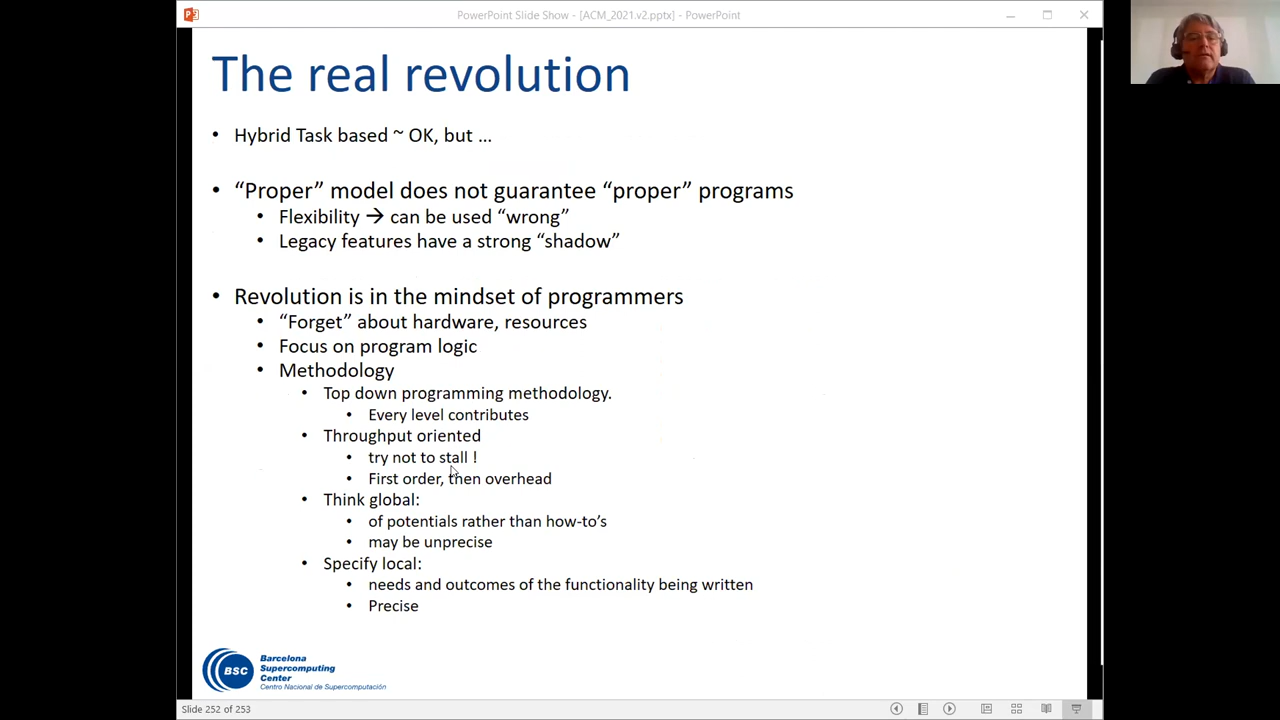 PowerPoint Slide Show - [ACM_2021.v2.pptx] - PowerPoint
The real revolution
• Hybrid Task based ~ OK, but ...
• “Proper” model does not guarantee “proper” programs
• Flexibility → can be used “wrong”
• Legacy features have a strong “shadow”
• Revolution is in the mindset of programmers
• “Forget” about hardware, resources
• Focus on program logic
• Methodology
• Top down programming methodology.
• Every level contributes
• Throughput oriented
• try not to stall !
• First order, then overhead
• Think global:
• of potentials rather than how-to’s
• may be unprecise
• Specify local:
• needs and outcomes of the functionality being written
• Precise
BSC
Barcelona
Supercomputing
Center
Centro Nacional de Supercomputación
Slide 252 of 253